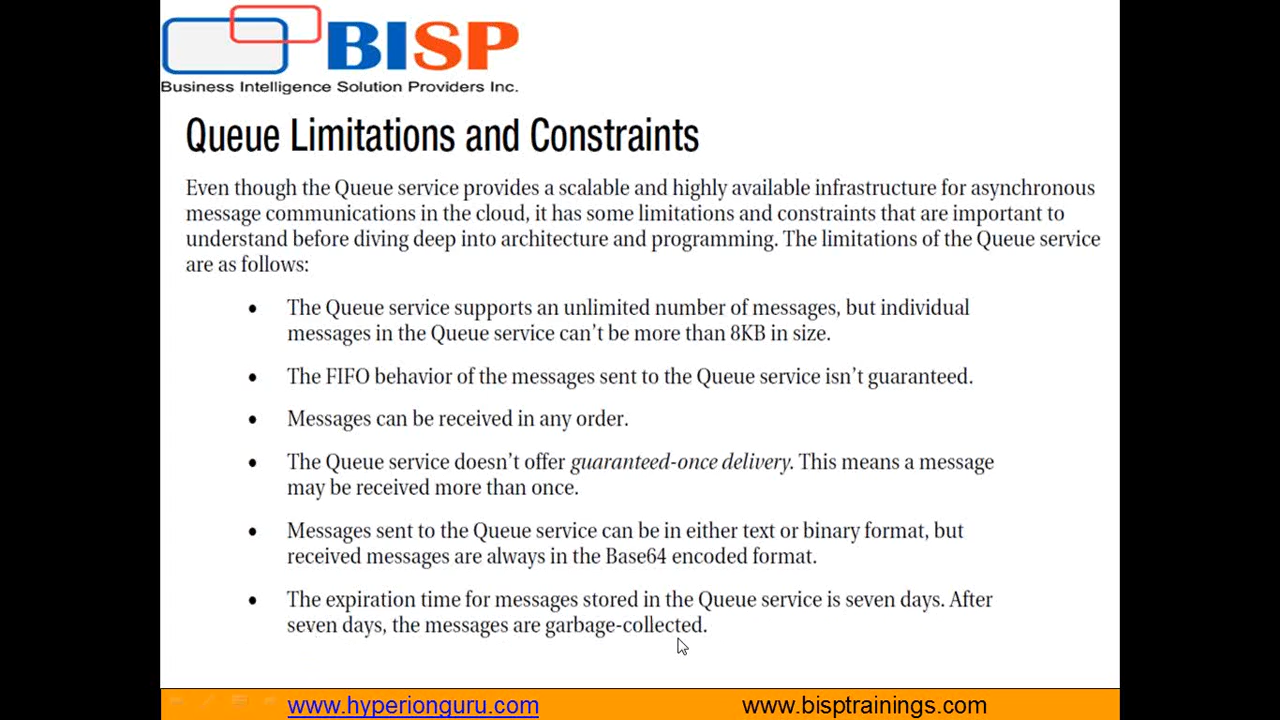 BISP
Business Intelligence Solution Providers Inc.
Queue Limitations and Constraints
Even though the Queue service provides a scalable and highly available infrastructure for asynchronous
message communications in the cloud, it has some limitations and constraints that are important to
understand before diving deep into architecture and programming. The limitations of the Queue service
are as follows:
• The Queue service supports an unlimited number of messages, but individual
messages in the Queue service can’t be more than 8KB in size.
• The FIFO behavior of the messages sent to the Queue service isn’t guaranteed.
• Messages can be received in any order.
• The Queue service doesn’t offer guaranteed-once delivery. This means a message
may be received more than once.
• Messages sent to the Queue service can be in either text or binary format, but
received messages are always in the Base64 encoded format.
• The expiration time for messages stored in the Queue service is seven days. After
seven days, the messages are garbage-collected.
www.hyperionguru.com www.bisptrainings.com